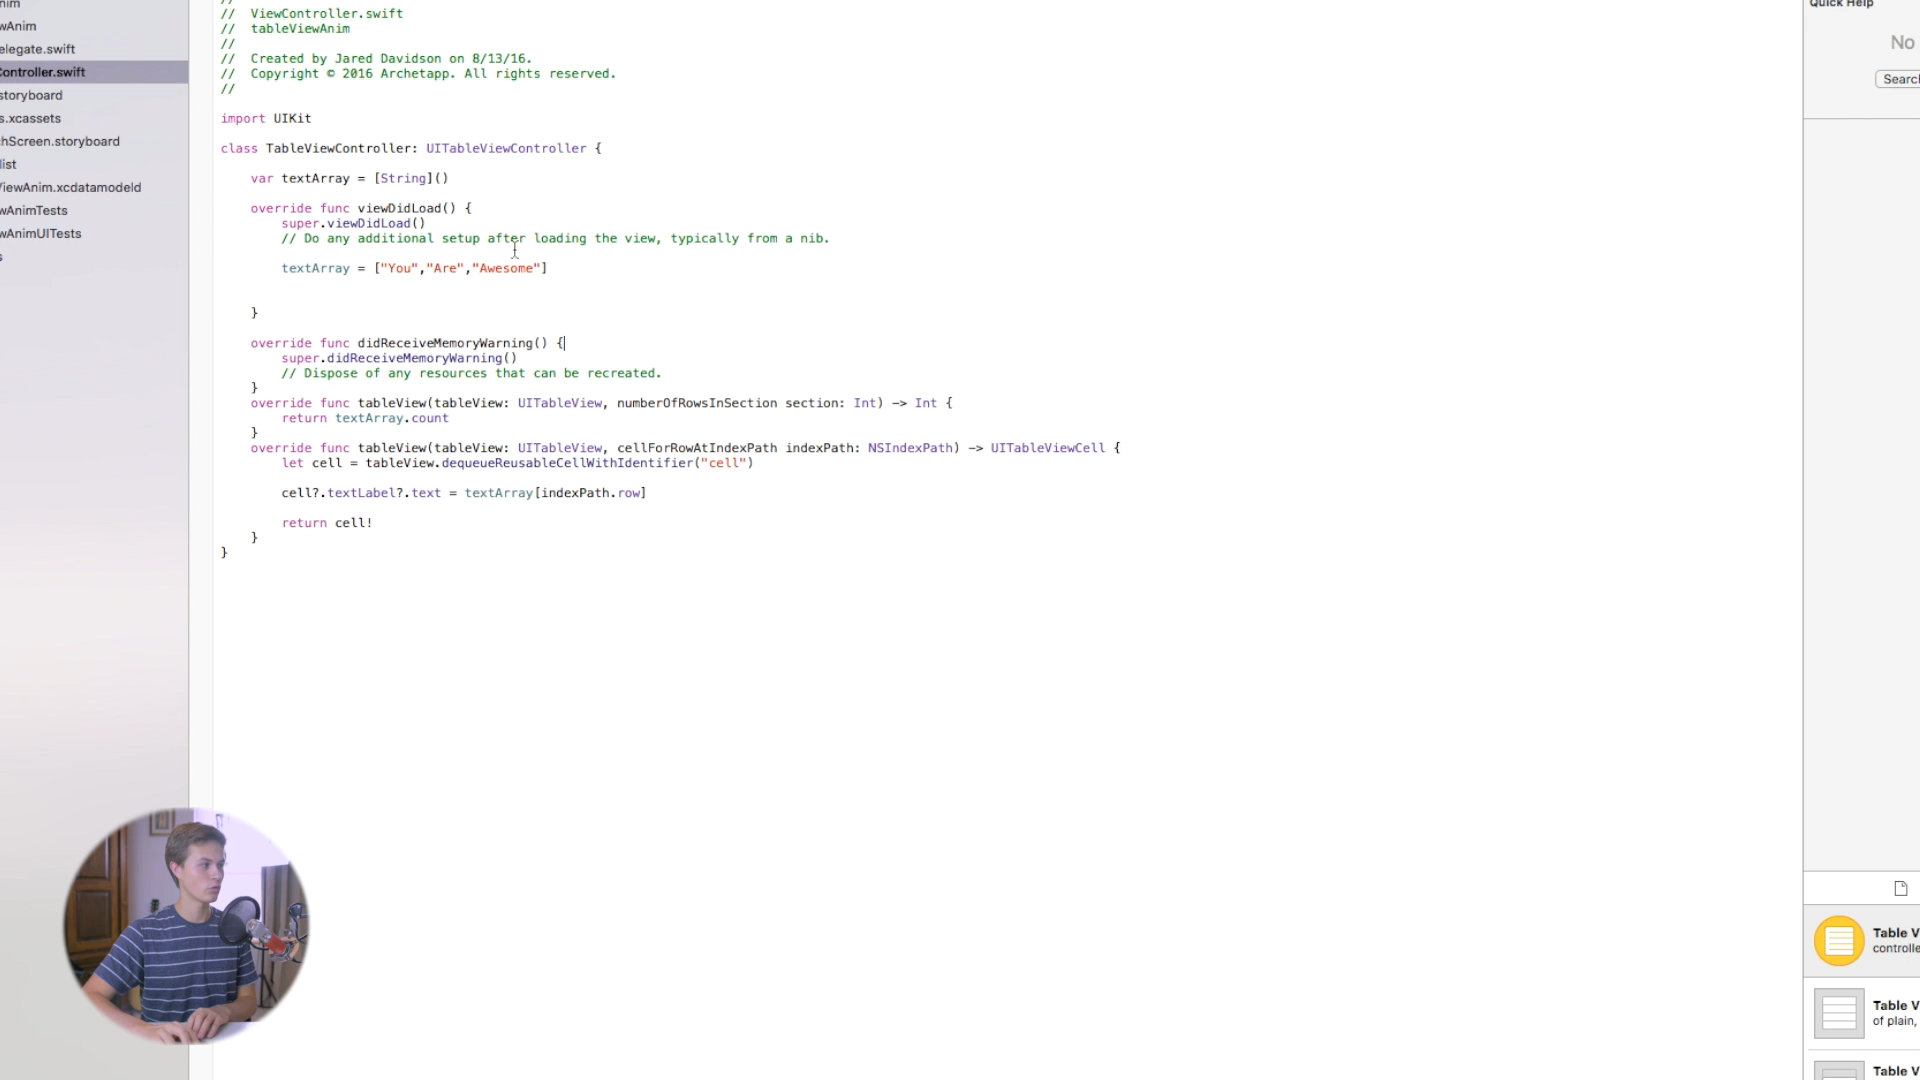 nim
wAnim
elegate.swift
Controller.swift
storyboard
s.xcassets
hScreen.storyboard
list
ViewAnim.xcdatamodeld
wAnimTests
wAnimUITests
s
//
//  ViewController.swift
//  tableViewAnim
//
//  Created by Jared Davidson on 8/13/16.
//  Copyright © 2016 Archetapp. All rights reserved.
//
import UIKit
class TableViewController: UITableViewController {
var textArray = [String]()
override func viewDidLoad() {
super.viewDidLoad()
// Do any additional setup after loading the view, typically from a nib.
textArray = ["You","Are","Awesome"]
}
override func didReceiveMemoryWarning() {
super.didReceiveMemoryWarning()
// Dispose of any resources that can be recreated.
}
override func tableView(tableView: UITableView, numberOfRowsInSection section: Int) -> Int {
return textArray.count
}
override func tableView(tableView: UITableView, cellForRowAtIndexPath indexPath: NSIndexPath) -> UITableViewCell {
let cell = tableView.dequeueReusableCellWithIdentifier("cell")
cell?.textLabel?.text = textArray[indexPath.row]
return cell!
}
}
Quick Help
No
Search
Table V
controlle
Table V
of plain,
Table V